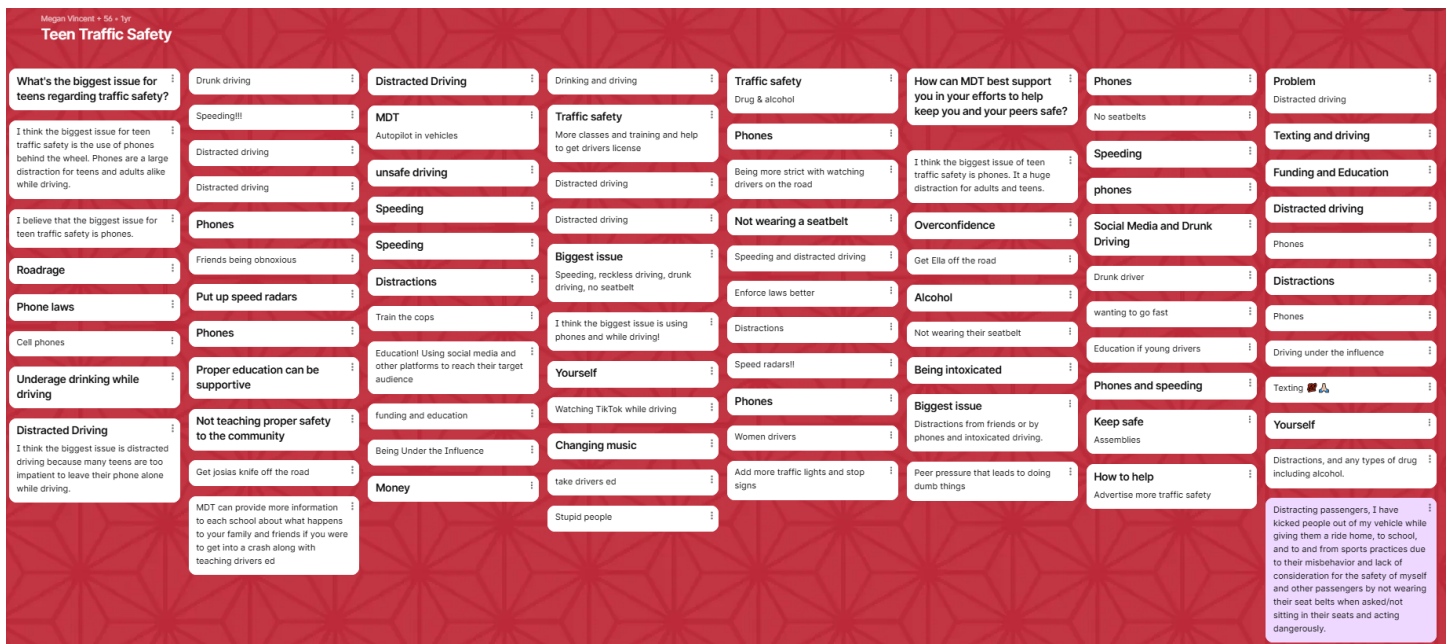 Megan Vincent + 56 • 1yr
Teen Traffic Safety
What's the biggest issue for
teens regarding traffic safety?
I think the biggest issue for teen
traffic safety is the use of phones
behind the wheel. Phones are a large
distraction for teens and adults alike
while driving.
I believe that the biggest issue for
teen traffic safety is phones.
Roadrage
Phone laws
Cell phones
Underage drinking while
driving
Distracted Driving
I think the biggest issue is distracted
driving because many teens are too
impatient to leave their phone alone
while driving.
Drunk driving
Speeding!!!
Distracted driving
Distracted driving
Phones
Friends being obnoxious
Put up speed radars
Phones
Proper education can be
supportive
Not teaching proper safety
to the community
Get josias knife off the road
MDT can provide more information
to each school about what happens
to your family and friends if you were
to get into a crash along with
teaching drivers ed
Distracted Driving
MDT
Autopilot in vehicles
unsafe driving
Speeding
Speeding
Distractions
Train the cops
Education! Using social media and
other platforms to reach their target
audience
funding and education
Being Under the Influence
Money
Drinking and driving
Traffic safety
More classes and training and help
to get drivers license
Distracted driving
Distracted driving
Biggest issue
Speeding, reckless driving, drunk
driving, no seatbelt
I think the biggest issue is using
phones and while driving!
Yourself
Watching TikTok while driving
Changing music
take drivers ed
Stupid people
Traffic safety
Drug & alcohol
Phones
Being more strict with watching
drivers on the road
Not wearing a seatbelt
Speeding and distracted driving
Enforce laws better
Distractions
Speed radars!!
Phones
Women drivers
Add more traffic lights and stop
signs
How can MDT best support
you in your efforts to help
keep you and your peers safe?
I think the biggest issue of teen
traffic safety is phones. It a huge
distraction for adults and teens.
Overconfidence
Get Ella off the road
Alcohol
Not wearing their seatbelt
Being intoxicated
Biggest issue
Distractions from friends or by
phones and intoxicated driving.
Peer pressure that leads to doing
dumb things
Phones
No seatbelts
Speeding
phones
Social Media and Drunk
Driving
Drunk driver
wanting to go fast
Education if young drivers
Phones and speeding
Keep safe
Assemblies
How to help
Advertise more traffic safety
Problem
Distracted driving
Texting and driving
Funding and Education
Distracted driving
Phones
Distractions
Phones
Driving under the influence
Texting
Yourself
Distractions, and any types of drug
including alcohol.
Distracting passengers, I have
kicked people out of my vehicle while
giving them a ride home, to school,
and to and from sports practices due
to their misbehavior and lack of
consideration for the safety of myself
and other passengers by not wearing
their seat belts when asked/not
sitting in their seats and acting
dangerously.